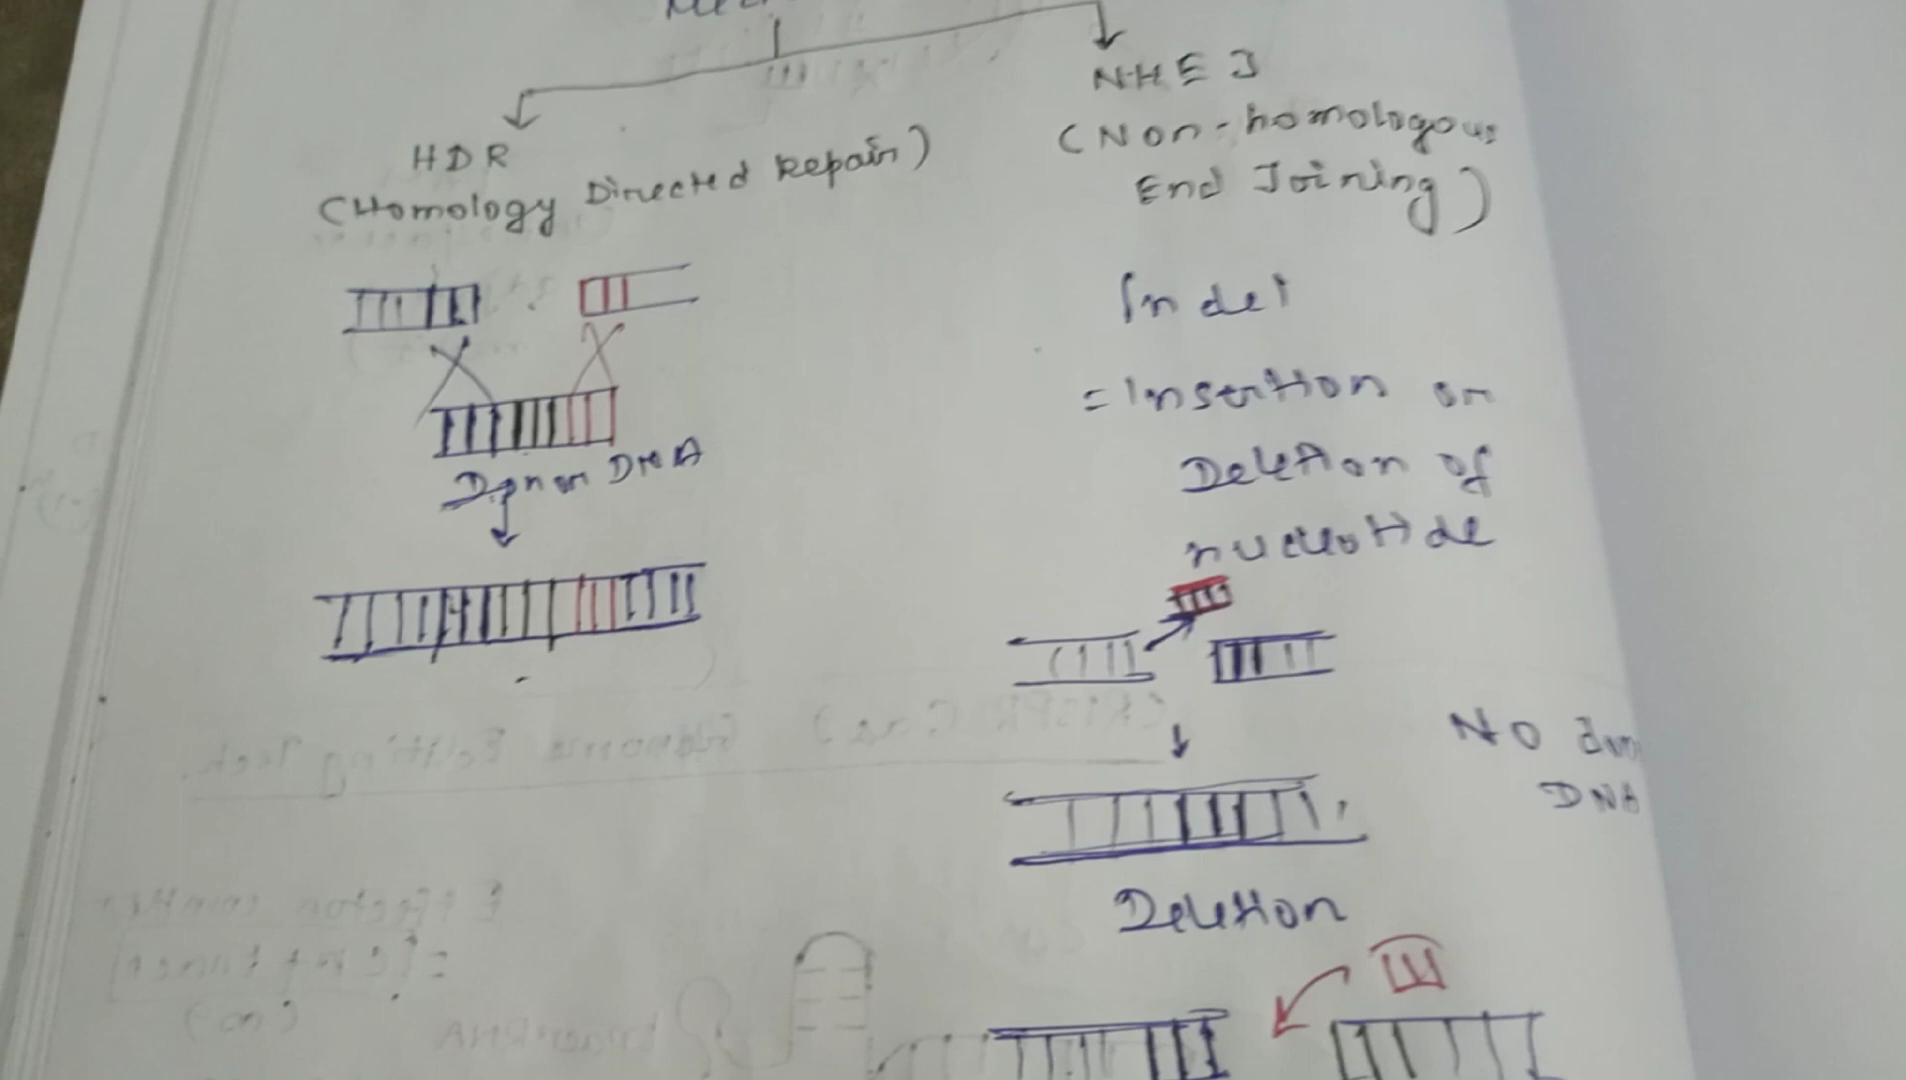 HDR
(Homology Directed Repair)
Donor DNA
NHEJ
(Non-homologous
End Joining)
Indel
= Insertion or
Deletion of
nucleotide
No
DNA
Deletion